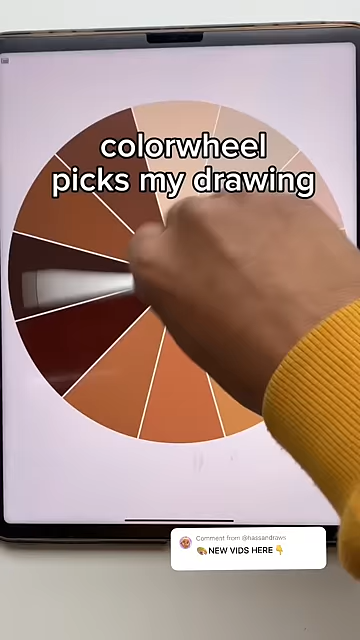 colorwheel
picks my drawing
Comment from @hassandraws
🎨NEW VIDS HERE👇